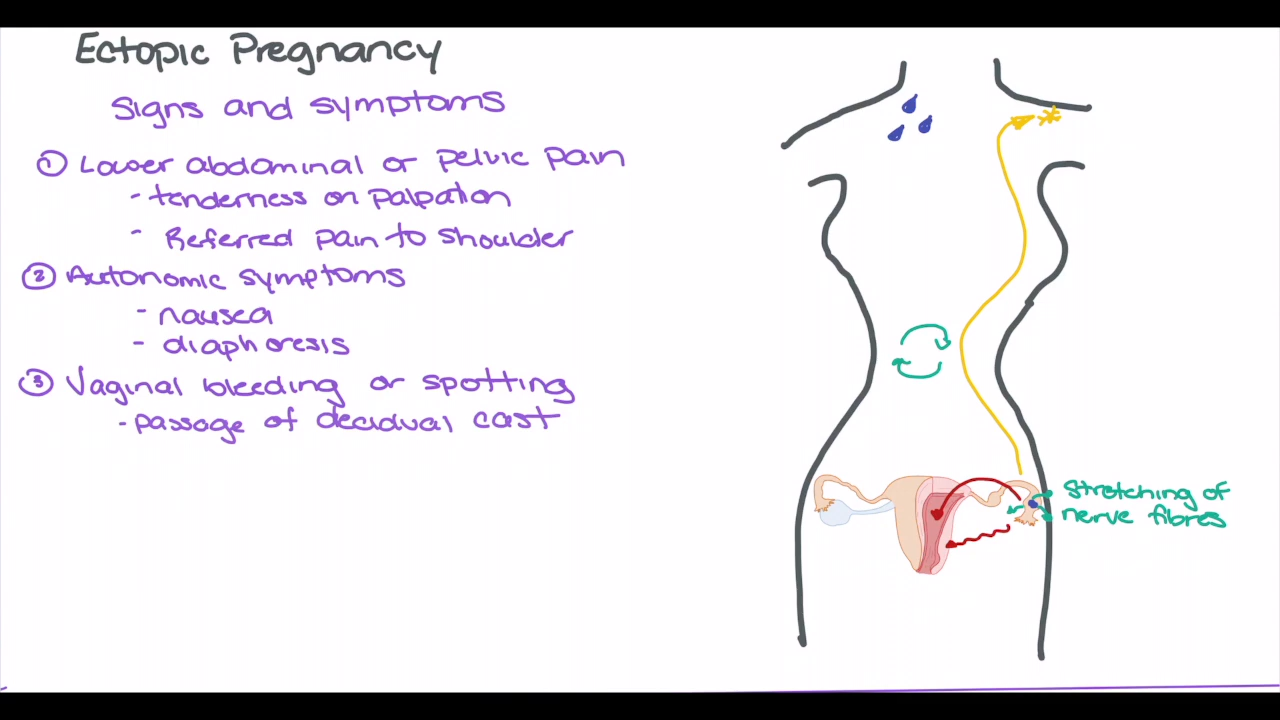 Ectopic Pregnancy
Signs and symptoms
① Lower abdominal or pelvic pain
- tenderness on palpation
- Referred pain to shoulder
② Autonomic symptoms
- nausea
- diaphoresis
③ Vaginal bleeding or spotting
- passage of decidual cast
Stretching of
nerve fibres